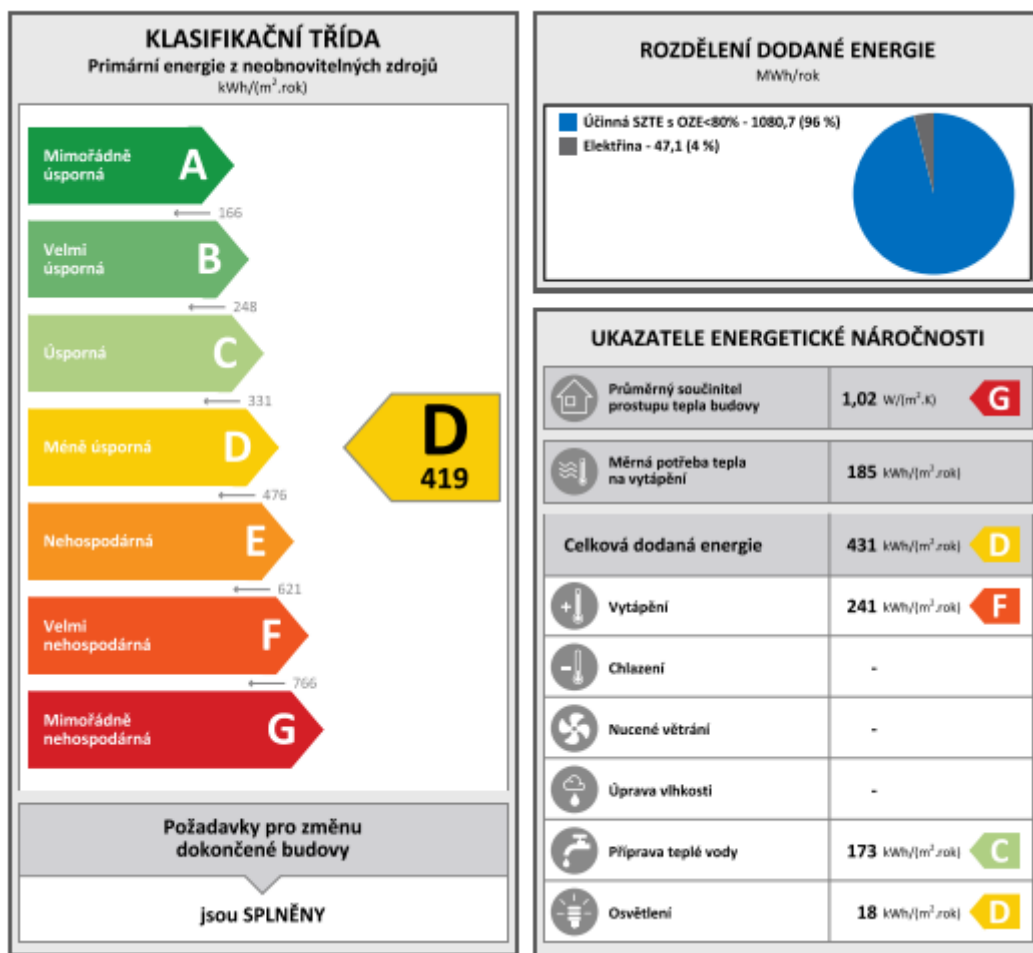 KLASIFIKAČNÍ TŘÍDA
Primární energie z neobnovitelných zdrojů
kWh/(m².rok)
Mimořádně
úsporná
A
166
Velmi
úsporná
B
248
Úsporná
C
331
Méně úsporná
D
476
D
419
Nehospodárná
E
621
Velmi
nehospodárná
F
766
Mimořádně
nehospodárná
G
Požadavky pro změnu
dokončené budovy
jsou SPLNĚNY
ROZDĚLENÍ DODANÉ ENERGIE
MWh/rok
Účinná SZTE s OZE<80% - 1080,7 (96 %)
Elektřina - 47,1 (4 %)
UKAZATELE ENERGETICKÉ NÁROČNOSTI
Průměrný součinitel
prostupu tepla budovy
1,02 W/(m².K)
G
Měrná potřeba tepla
na vytápění
185 kWh/(m².rok)
Celková dodaná energie
431 kWh/(m².rok)
D
Vytápění
241 kWh/(m².rok)
F
Chlazení
-
Nucené větrání
-
Úprava vlhkosti
-
Příprava teplé vody
173 kWh/(m².rok)
C
Osvětlení
18 kWh/(m².rok)
D